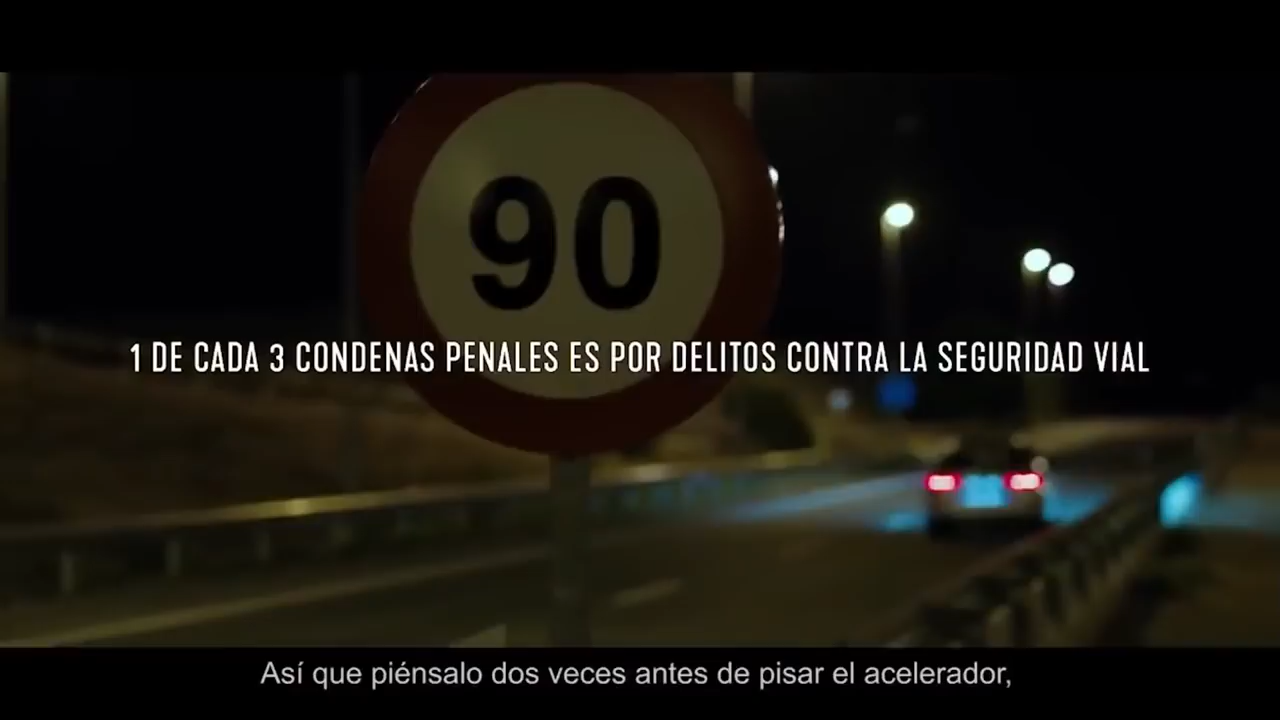 90
1 DE CADA 3 CONDENAS PENALES ES POR DELITOS CONTRA LA SEGURIDAD VIAL
Así que piénsalo dos veces antes de pisar el acelerador,